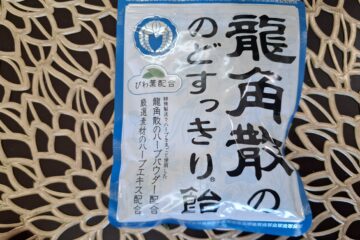 龍角散の
のどすっきり®飴
びわ葉配合
龍角散のハーブパウダー配合
厳選素材のハーブエキス配合